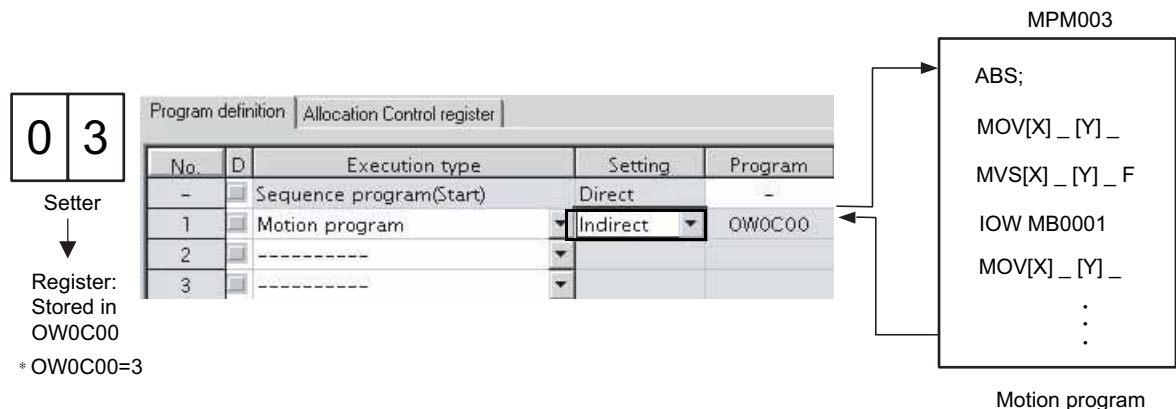 MPM003
0 3
Setter
Register:
Stored in
OW0C00
* OW0C00=3
Program definition Allocation Control register
No. D Execution type Setting Program
- Sequence program(Start) Direct -
1 Motion program Indirect OW0C00
2 ----------
3 ----------
ABS;
MOV[X] _ [Y] _
MVS[X] _ [Y] _ F
IOW MB0001
MOV[X] _ [Y] _
.
.
.
Motion program